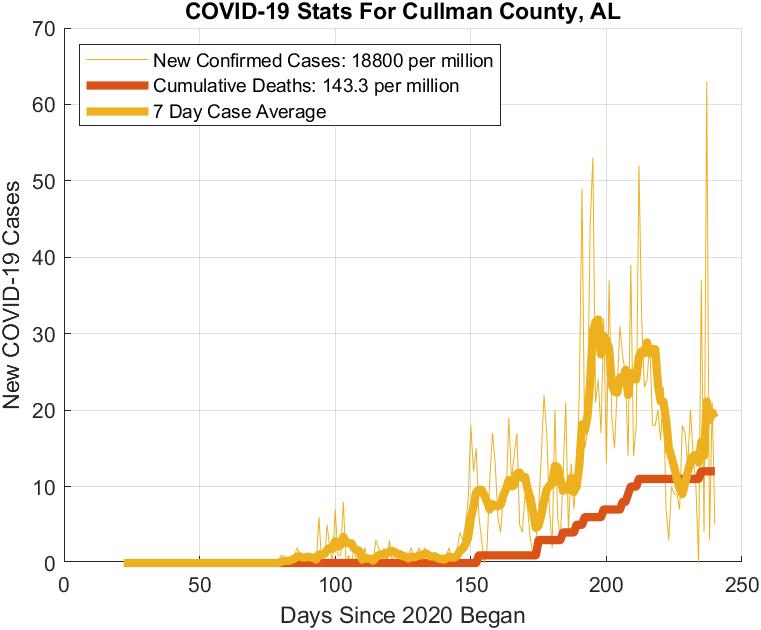 COVID-19 Stats For Cullman County, AL
70
60
50
40
30
20
10
0
New COVID-19 Cases
New Confirmed Cases: 18800 per million
Cumulative Deaths: 143.3 per million
7 Day Case Average
0 50 100 150 200 250
Days Since 2020 Began